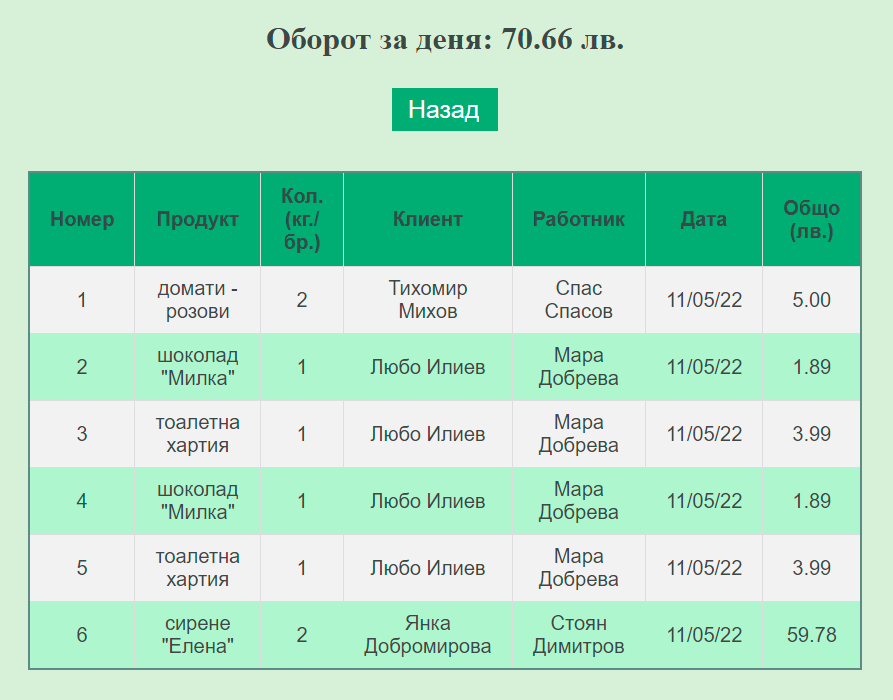 Оборот за деня: 70.66 лв.
Назад
Номер Продукт Кол. (кг./ бр.) Клиент Работник Дата Общо (лв.)
1 домати - розови 2 Тихомир Михов Спас Спасов 11/05/22 5.00
2 шоколад "Милка" 1 Любо Илиев Мара Добрева 11/05/22 1.89
3 тоалетна хартия 1 Любо Илиев Мара Добрева 11/05/22 3.99
4 шоколад "Милка" 1 Любо Илиев Мара Добрева 11/05/22 1.89
5 тоалетна хартия 1 Любо Илиев Мара Добрева 11/05/22 3.99
6 сирене "Елена" 2 Янка Добромирова Стоян Димитров 11/05/22 59.78